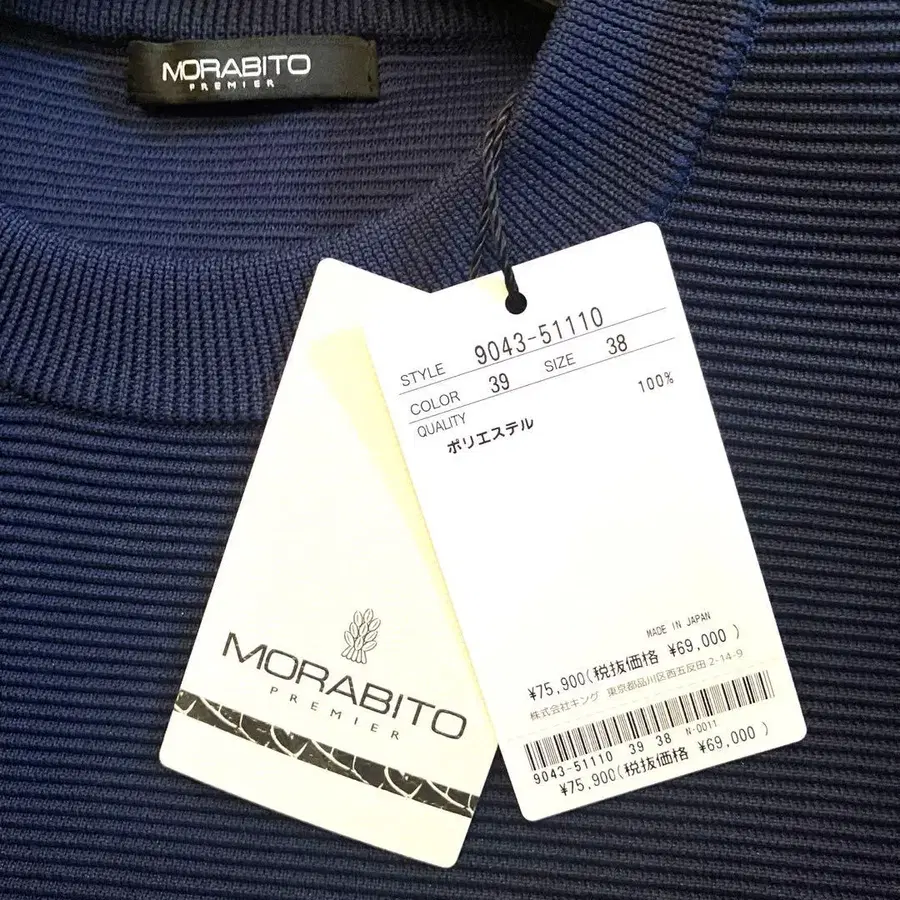 MORABITO
PREMIER
STYLE 9043-51110
COLOR 39 SIZE 38
QUALITY
ポリエステル 100%
MADE IN JAPAN
¥75,900(税抜価格 ¥69,000 )
株式会社キング 東京都品川区西五反田 2-14-9
N-0011
9043-51110 39 38
¥75,900(税抜価格 ¥69,000 )
MORABITO
PREMIER